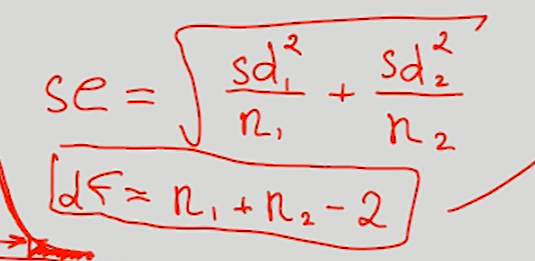 se = √(sd₁²/n₁ + sd₂²/n₂)
df ≈ n₁ + n₂ - 2